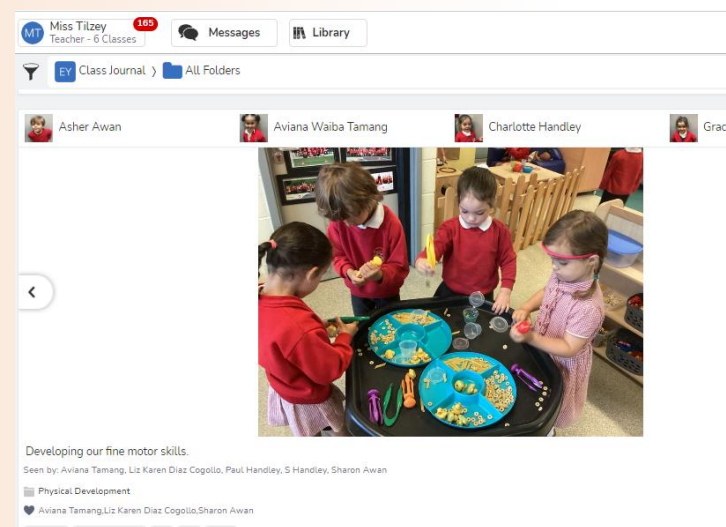 MT Miss Tilzey 165 Messages Library
Teacher - 6 Classes
EY Class Journal › All Folders
Asher Awan Aviana Waiba Tamang Charlotte Handley Grac
Developing our fine motor skills.
Seen by: Aviana Tamang, Liz Karen Diaz Cogollo, Paul Handley, S Handley, Sharon Awan
Physical Development
Aviana Tamang,Liz Karen Diaz Cogollo,Sharon Awan